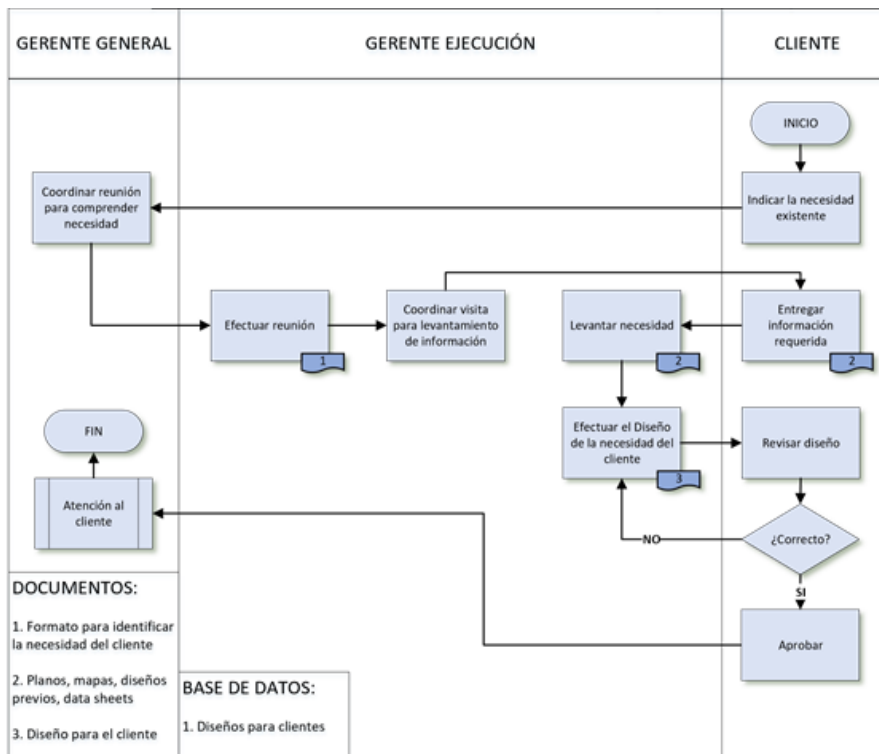 GERENTE GENERAL
GERENTE EJECUCIÓN
CLIENTE
INICIO
Coordinar reunión
para comprender
necesidad
Indicar la necesidad
existente
Efectuar reunión
1
Coordinar visita
para levantamiento
de información
Levantar necesidad
2
Entregar
información
requerida
2
FIN
Efectuar el Diseño
de la necesidad del
cliente
3
Revisar diseño
Atención al
cliente
NO
¿Correcto?
SI
Aprobar
DOCUMENTOS:
1. Formato para identificar
la necesidad del cliente
2. Planos, mapas, diseños
previos, data sheets
3. Diseño para el cliente
BASE DE DATOS:
1. Diseños para clientes